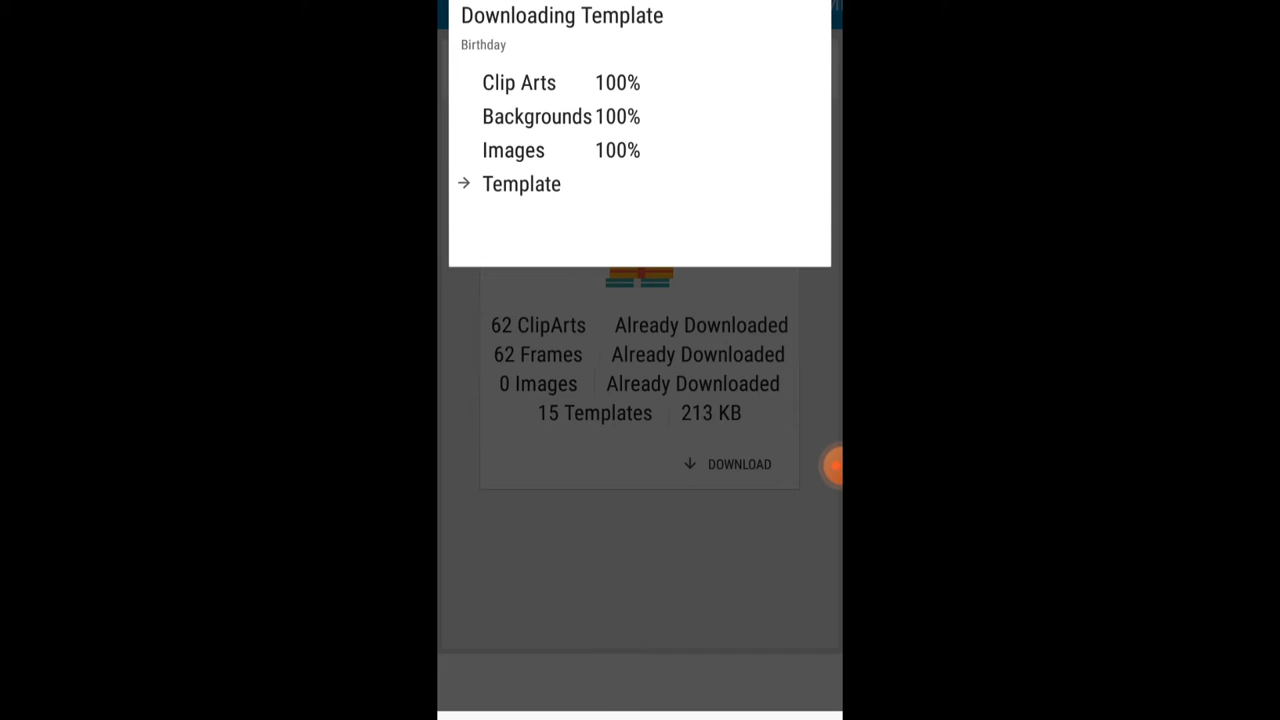 Downloading Template
Birthday
Clip Arts 100%
Backgrounds 100%
Images 100%
→ Template
62 ClipArts Already Downloaded
62 Frames Already Downloaded
0 Images Already Downloaded
15 Templates 213 KB
DOWNLOAD